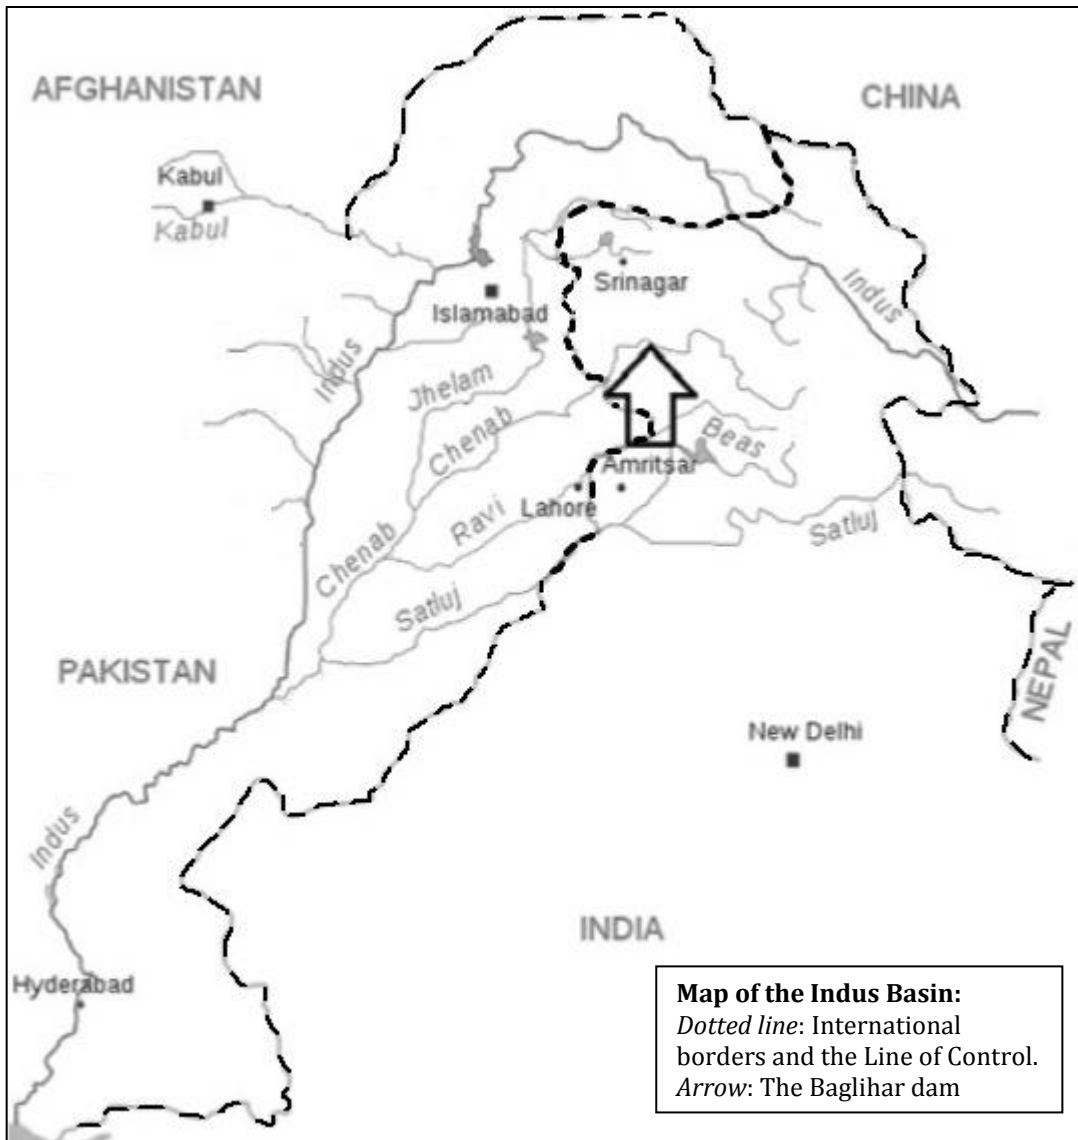 AFGHANISTAN
CHINA
Kabul
Kabul
Srinagar
Indus
Islamabad
Indus
Jhelam
Chenab
Beas
Amritsar
Lahore
Ravi
Satluj
Chenab
Satluj
PAKISTAN
NEPAL
New Delhi
Indus
INDIA
Hyderabad
Map of the Indus Basin:
Dotted line: International
borders and the Line of Control.
Arrow: The Baglihar dam